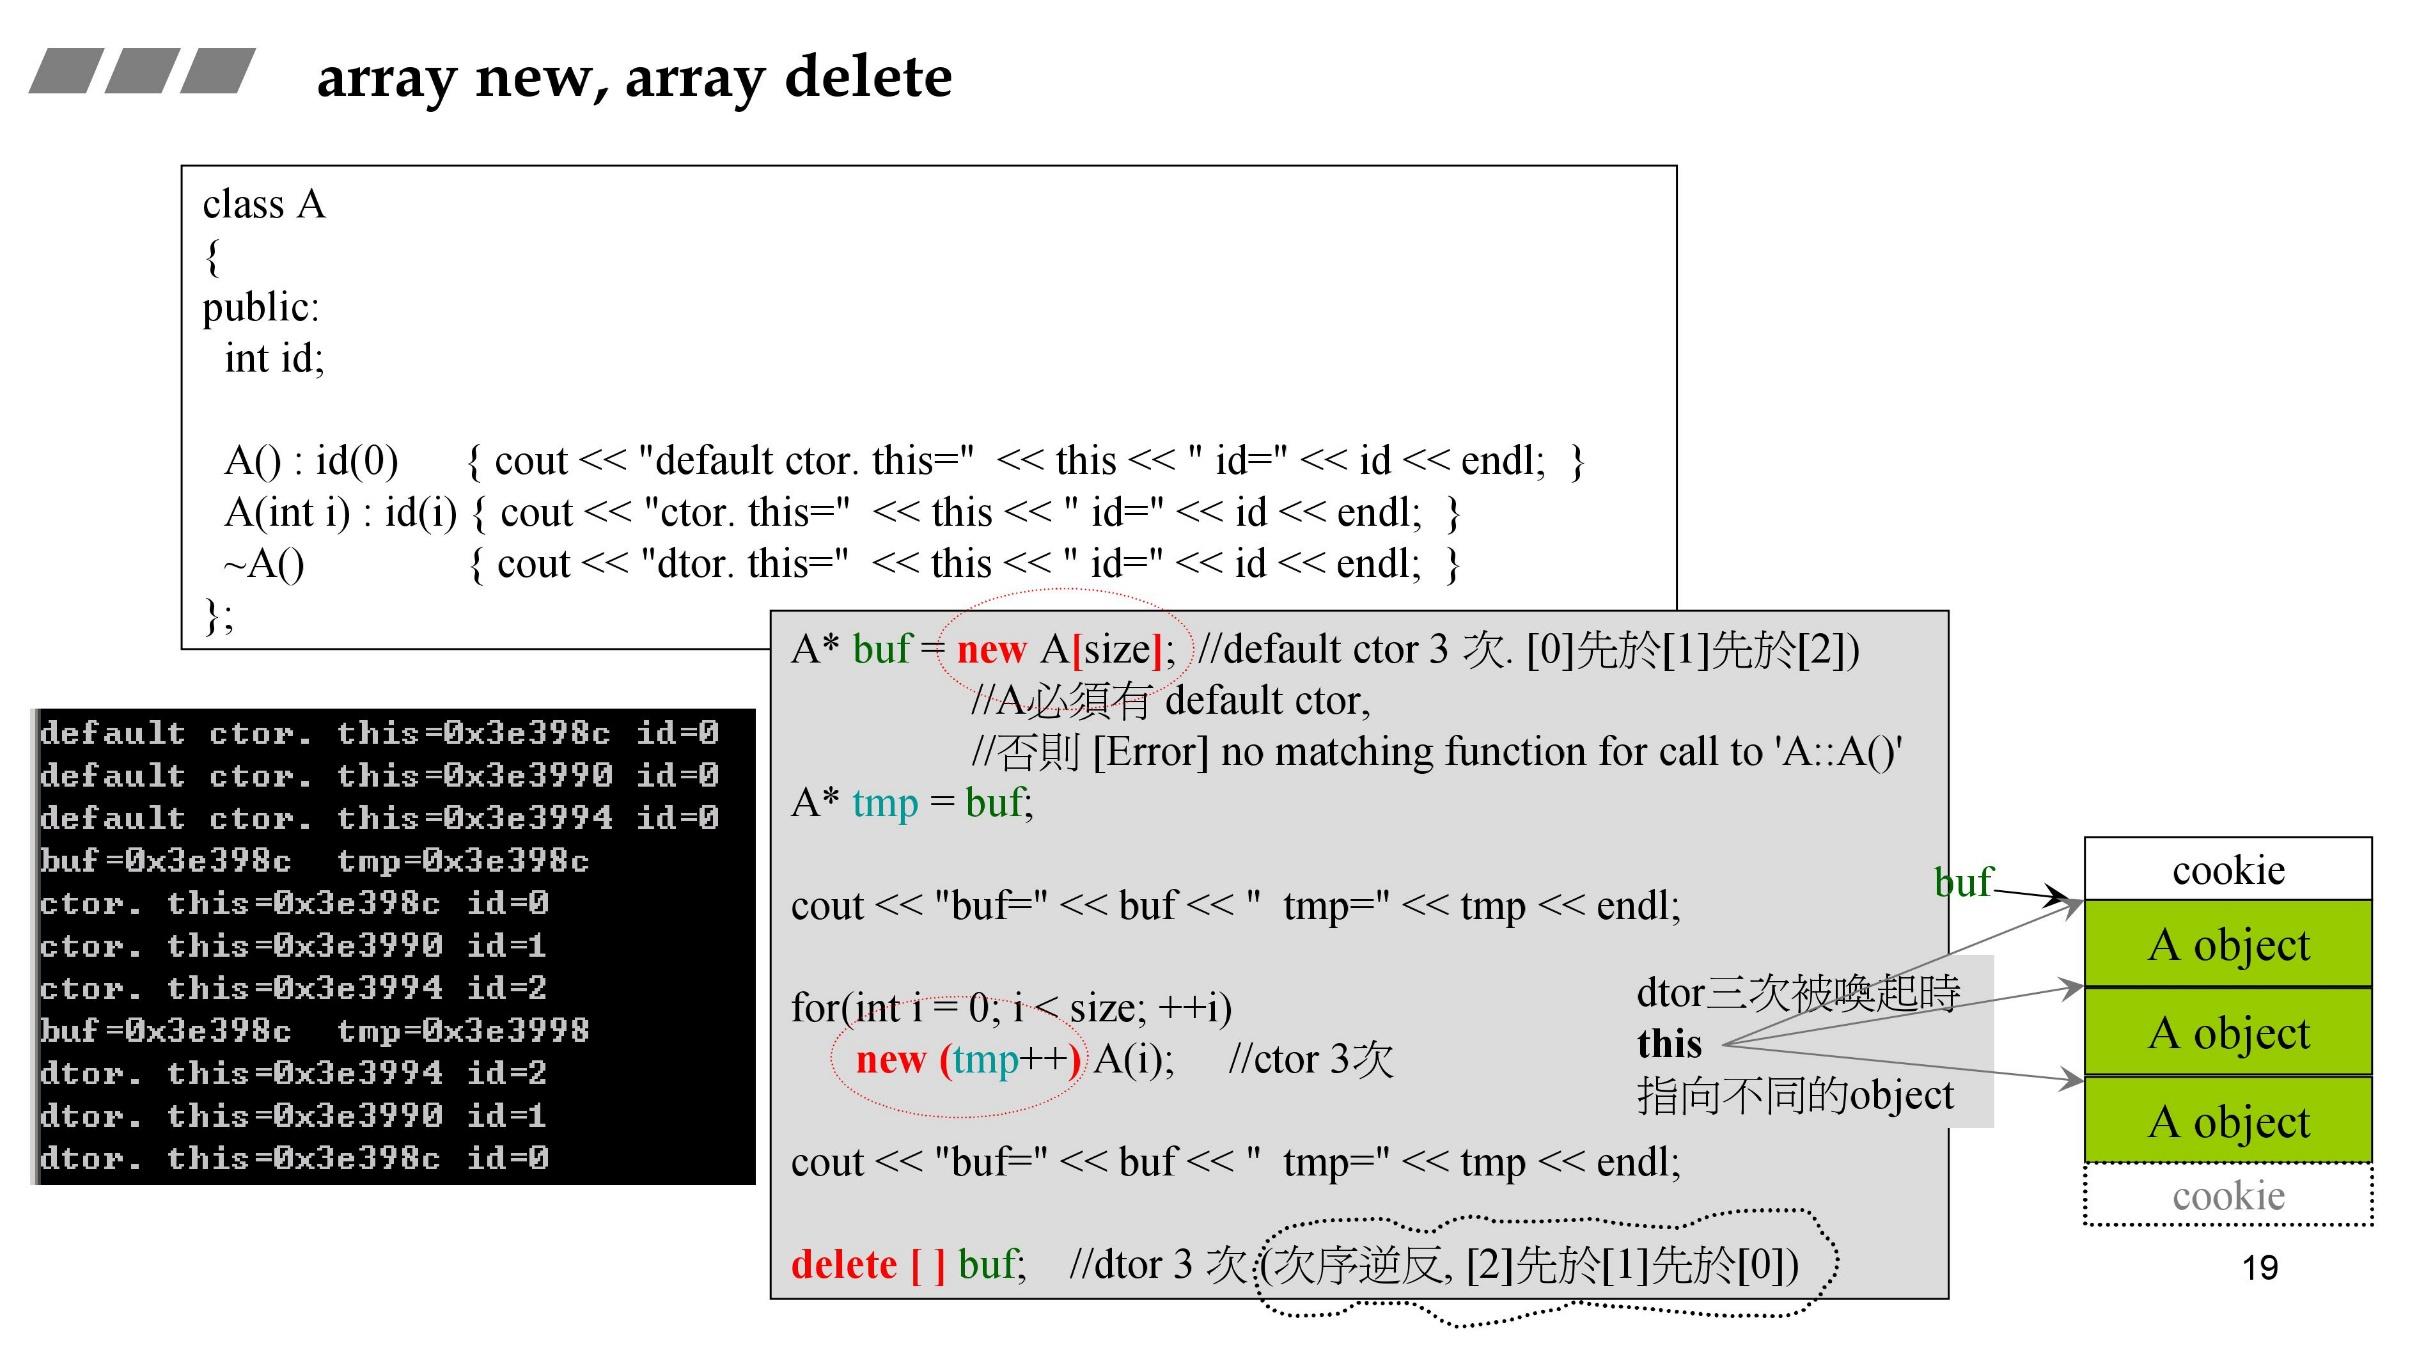 array new, array delete
class A
{
public:
int id;
A() : id(0) { cout << "default ctor. this=" << this << " id=" << id << endl; }
A(int i) : id(i) { cout << "ctor. this=" << this << " id=" << id << endl; }
~A() { cout << "dtor. this=" << this << " id=" << id << endl; }
};
A* buf = new A[size]; //default ctor 3 次. [0]先於[1]先於[2])
//A必須有 default ctor,
//否則 [Error] no matching function for call to 'A::A()'
A* tmp = buf;
cout << "buf=" << buf << " tmp=" << tmp << endl;
for(int i = 0; i < size; ++i)
new (tmp++) A(i); //ctor 3次
cout << "buf=" << buf << " tmp=" << tmp << endl;
delete [ ] buf; //dtor 3 次 (次序逆反, [2]先於[1]先於[0])
default ctor. this=0x3e398c id=0
default ctor. this=0x3e3990 id=0
default ctor. this=0x3e3994 id=0
buf=0x3e398c tmp=0x3e398c
ctor. this=0x3e398c id=0
ctor. this=0x3e3990 id=1
ctor. this=0x3e3994 id=2
buf=0x3e398c tmp=0x3e3998
dtor. this=0x3e3994 id=2
dtor. this=0x3e3990 id=1
dtor. this=0x3e398c id=0
dtor三次被喚起時
this
指向不同的object
buf
cookie
A object
A object
A object
cookie
19